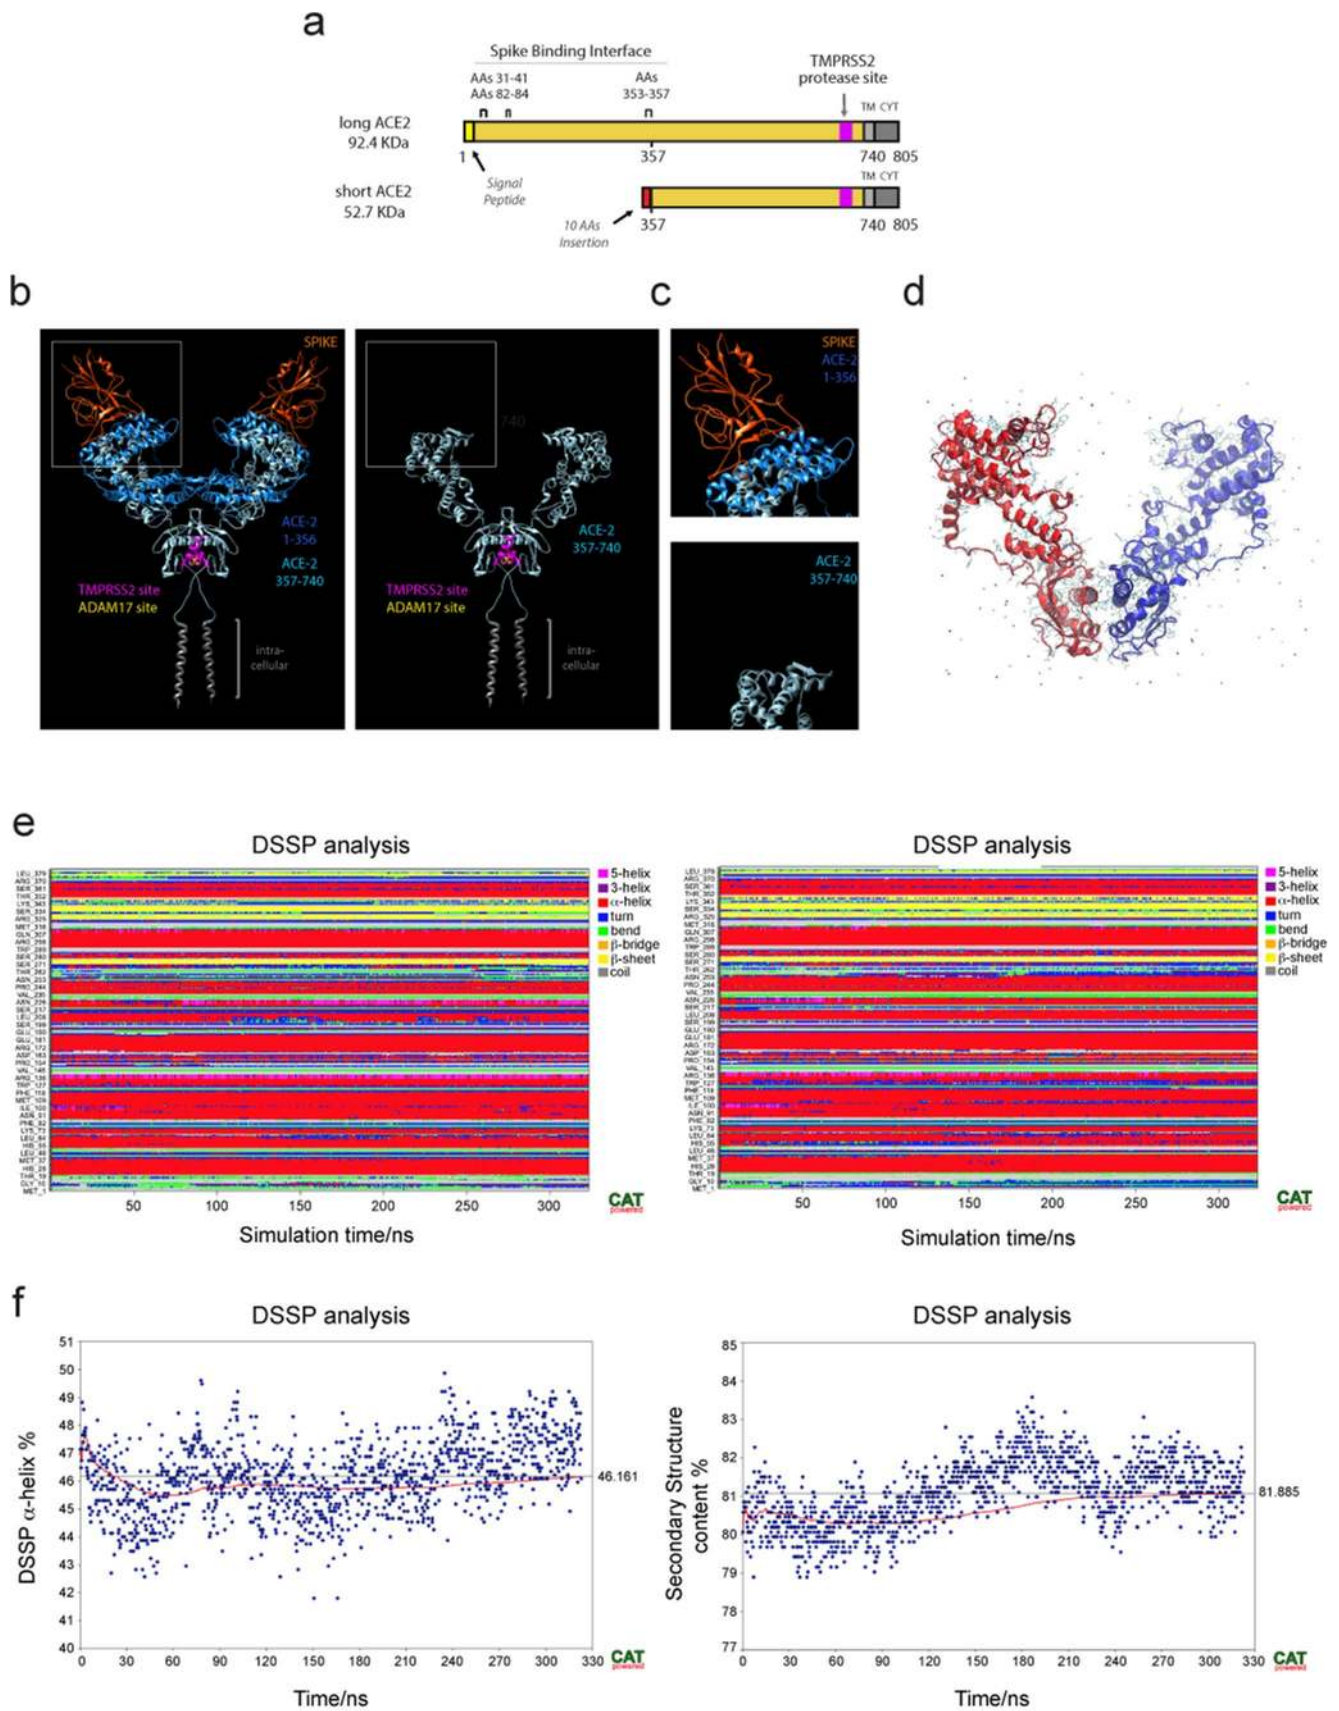 a
Spike Binding Interface
AAs 31-41
AAs 82-84
AAs
353-357
TMPRSS2
protease site
TM CYT
long ACE2
92.4 KDa
1
357
740 805
Signal
Peptide
TM CYT
short ACE2
52.7 KDa
10 AAs
Insertion
357
740 805
b
SPIKE
ACE-2
1-356
ACE-2
357-740
TMPRSS2 site
ADAM17 site
intra-
cellular
740
ACE-2
357-740
TMPRSS2 site
ADAM17 site
intra-
cellular
c
SPIKE
ACE-2
1-356
ACE-2
357-740
d
e
DSSP analysis
5-helix
3-helix
α-helix
turn
bend
β-bridge
β-sheet
coil
50 100 150 200 250 300
Simulation time/ns
CAT
powered
DSSP analysis
5-helix
3-helix
α-helix
turn
bend
β-bridge
β-sheet
coil
50 100 150 200 250 300
Simulation time/ns
CAT
powered
f
DSSP analysis
DSSP α-helix %
51
50
49
48
47
46
45
44
43
42
41
40
46.161
0 30 60 90 120 150 180 210 240 270 300 330
Time/ns
CAT
powered
DSSP analysis
Secondary Structure
content %
85
84
83
82
81
80
79
78
77
81.885
0 30 60 90 120 150 180 210 240 270 300 330
Time/ns
CAT
powered